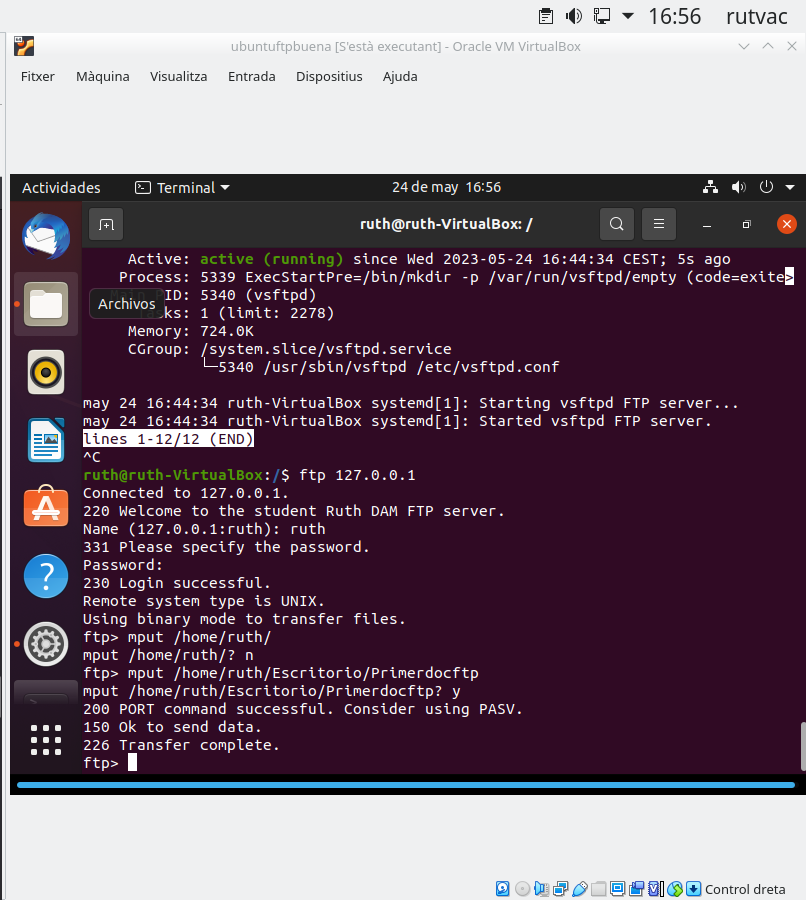 16:56 rutvac
ubuntuftpbuena [S'està executant] - Oracle VM VirtualBox
Fitxer Màquina Visualitza Entrada Dispositius Ajuda
Actividades Terminal 24 de may 16:56
ruth@ruth-VirtualBox: /
Active: active (running) since Wed 2023-05-24 16:44:34 CEST; 5s ago
Process: 5339 ExecStartPre=/bin/mkdir -p /var/run/vsftpd/empty (code=exite>
PID: 5340 (vsftpd)
Archivos
Tasks: 1 (limit: 2278)
Memory: 724.0K
CGroup: /system.slice/vsftpd.service
└─5340 /usr/sbin/vsftpd /etc/vsftpd.conf
may 24 16:44:34 ruth-VirtualBox systemd[1]: Starting vsftpd FTP server...
may 24 16:44:34 ruth-VirtualBox systemd[1]: Started vsftpd FTP server.
lines 1-12/12 (END)
^C
ruth@ruth-VirtualBox:/$ ftp 127.0.0.1
Connected to 127.0.0.1.
220 Welcome to the student Ruth DAM FTP server.
Name (127.0.0.1:ruth): ruth
331 Please specify the password.
Password:
230 Login successful.
Remote system type is UNIX.
Using binary mode to transfer files.
ftp> mput /home/ruth/
mput /home/ruth/? n
ftp> mput /home/ruth/Escritorio/Primerdocftp
mput /home/ruth/Escritorio/Primerdocftp? y
200 PORT command successful. Consider using PASV.
150 Ok to send data.
226 Transfer complete.
ftp>
Control dreta